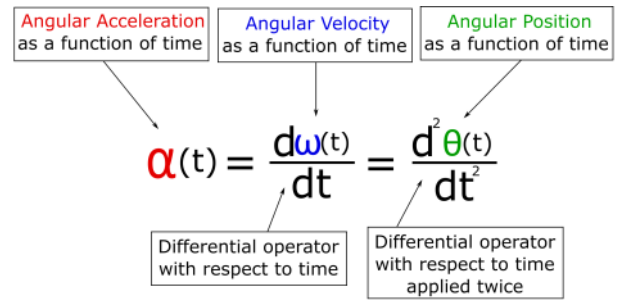 Angular Acceleration
as a function of time
Angular Velocity
as a function of time
Angular Position
as a function of time
α(t) = dω(t)/dt = d²θ(t)/dt²
Differential operator
with respect to time
Differential operator
with respect to time
applied twice